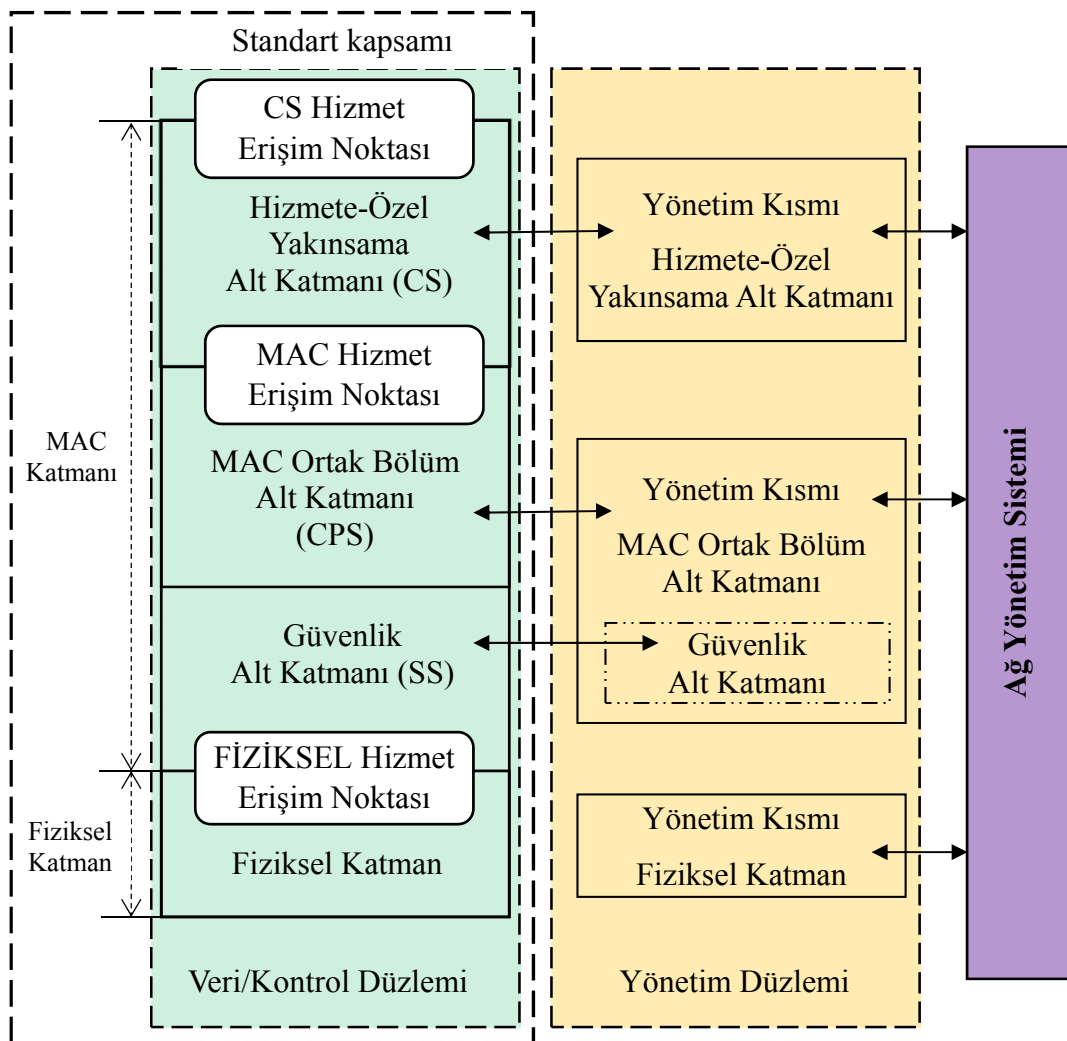 Standart kapsamı
CS Hizmet
Erişim Noktası
Hizmete-Özel
Yakınsama
Alt Katmanı (CS)
MAC Hizmet
Erişim Noktası
MAC
Katmanı
MAC Ortak Bölüm
Alt Katmanı
(CPS)
Güvenlik
Alt Katmanı (SS)
FİZİKSEL Hizmet
Erişim Noktası
Fiziksel
Katman
Fiziksel Katman
Veri/Kontrol Düzlemi
Yönetim Kısmı
Hizmete-Özel
Yakınsama Alt Katmanı
Yönetim Kısmı
MAC Ortak Bölüm
Alt Katmanı
Güvenlik
Alt Katmanı
Yönetim Kısmı
Fiziksel Katman
Yönetim Düzlemi
Ağ Yönetim Sistemi